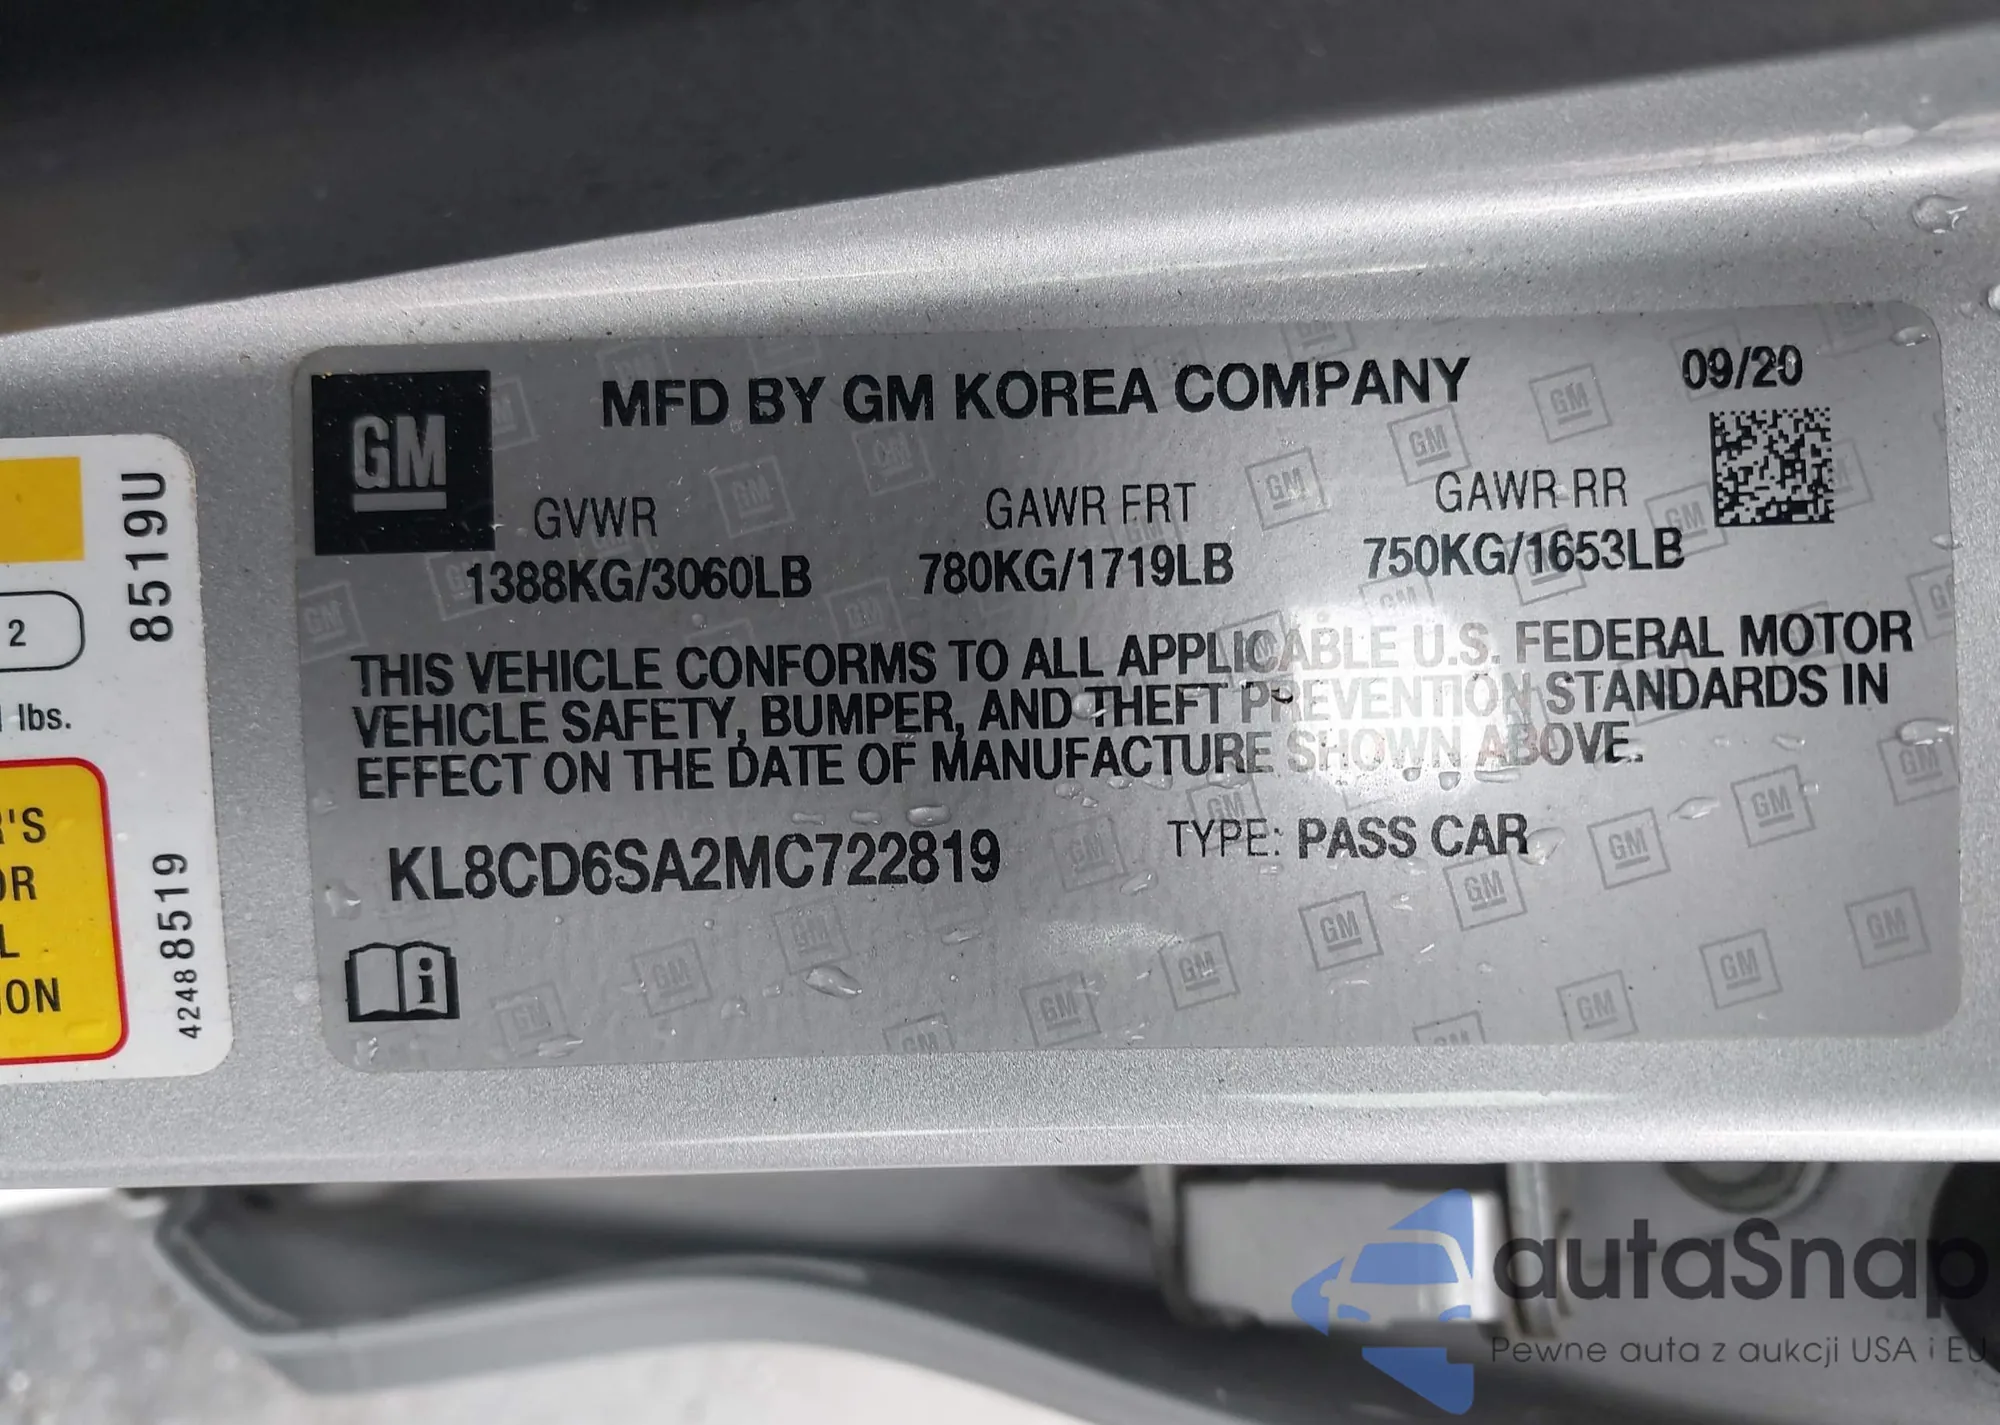 GM
MFD BY GM KOREA COMPANY
09/20
GVWR
GAWR FRT
GAWR RR
1388KG/3060LB
780KG/1719LB
750KG/1653LB
THIS VEHICLE CONFORMS TO ALL APPLICABLE U.S. FEDERAL MOTOR
VEHICLE SAFETY, BUMPER, AND THEFT PREVENTION STANDARDS IN
EFFECT ON THE DATE OF MANUFACTURE SHOWN ABOVE.
KL8CD6SA2MC722819
TYPE: PASS CAR
8519U
2
lbs.
42488519
autaSnap
Pewne auta z aukcji USA i EU